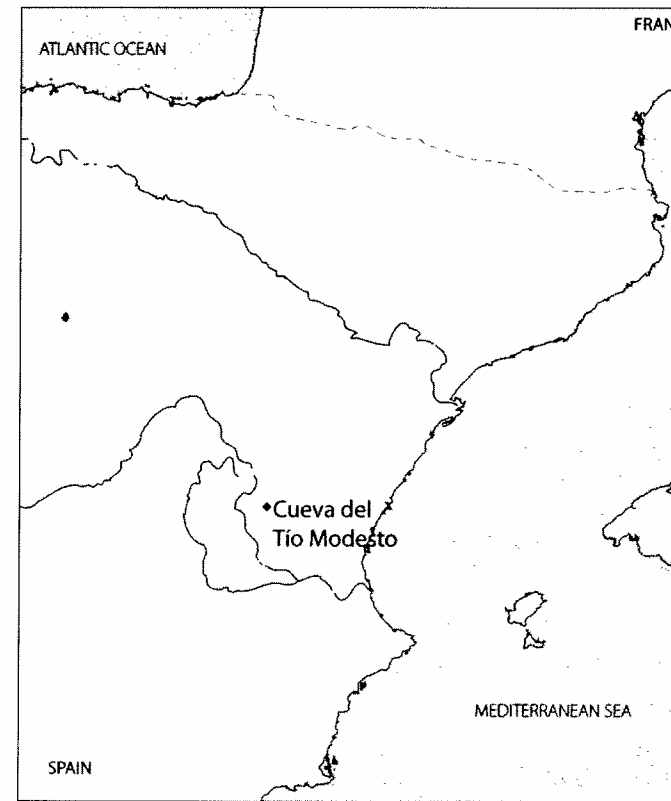 FRAN
ATLANTIC OCEAN
Cueva del
Tío Modesto
MEDITERRANEAN SEA
SPAIN